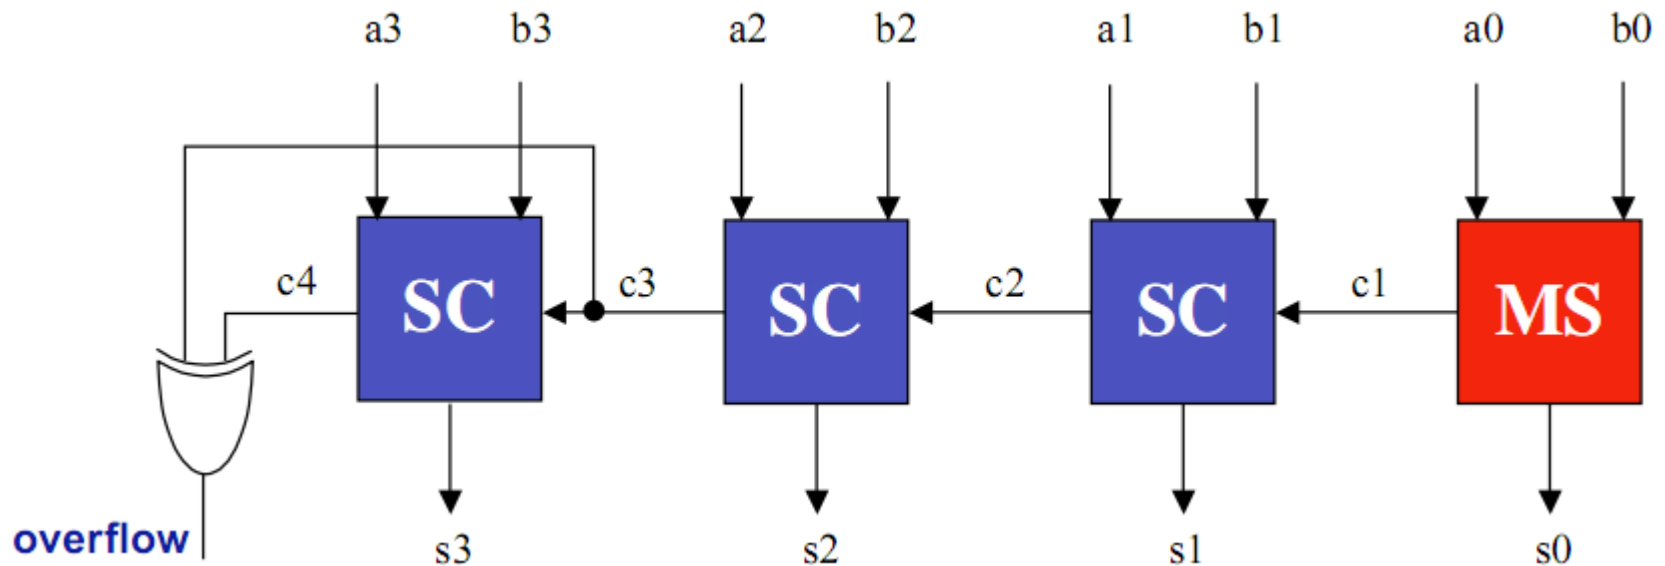 a3 b3 a2 b2 a1 b1 a0 b0
c4 SC c3 SC c2 SC c1 MS
overflow s3 s2 s1 s0